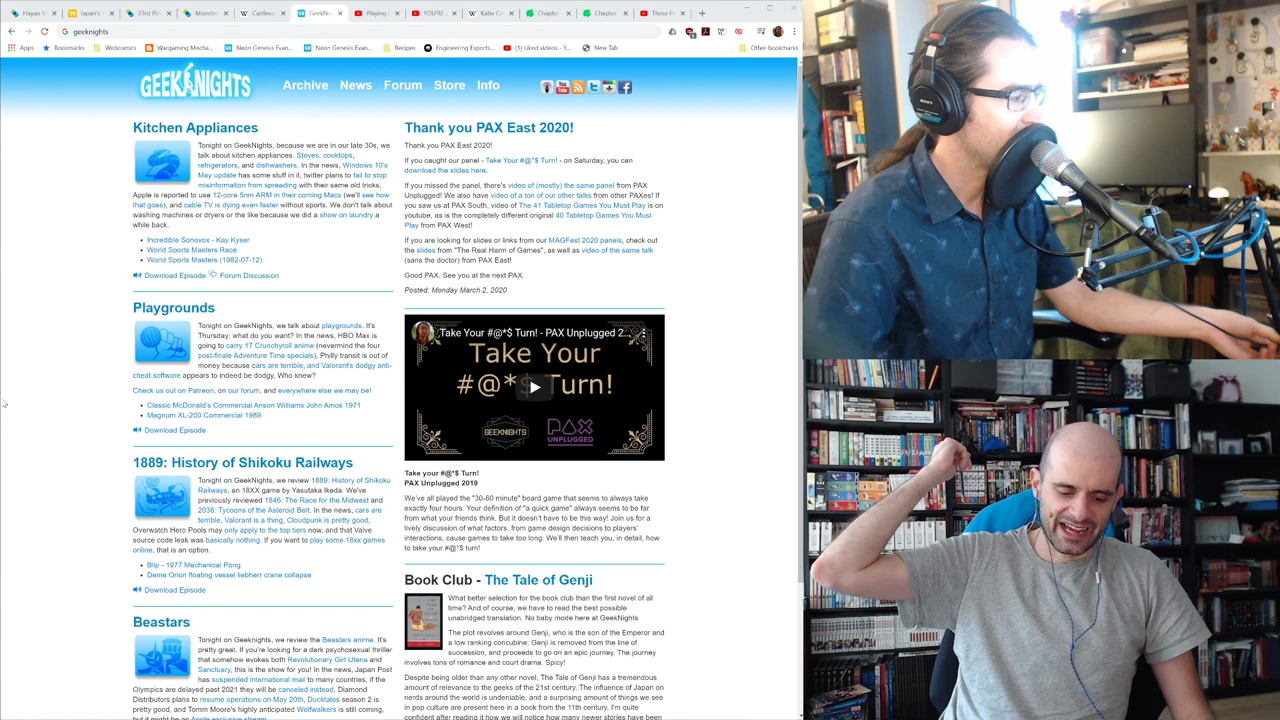 Hayao M
Japan's
23rd Pri
Monster
Castleva
GeekNig
Playing
YOU'RE
Katie Co
Chapter
Chapter
These P
geeknights
Apps
Bookmarks
Webcomics
Wargaming Mecha...
Neon Genesis Evan...
Neon Genesis Evan...
Recipes
Engineering Esports...
(1) Liked videos - Y...
New Tab
Other bookmarks
GEEKNIGHTS
Archive News Forum Store Info
Kitchen Appliances
Tonight on GeekNights, because we are in our late 30s, we
talk about kitchen appliances. Stoves, cooktops,
refrigerators, and dishwashers. In the news, Windows 10's
May update has some stuff in it, twitter plans to fail to stop
misinformation from spreading with their same old tricks,
Apple is reported to use 12-core 5nm ARM in their coming Macs (we'll see how
that goes), and cable TV is dying even faster without sports. We don't talk about
washing machines or dryers or the like because we did a show on laundry a
while back.
• Incredible Sonovox - Kay Kyser
• World Sports Masters Race
• World Sports Masters (1982-07-12)
Download Episode Forum Discussion
Playgrounds
Tonight on GeekNights, we talk about playgrounds. It's
Thursday: what do you want? In the news, HBO Max is
going to carry 17 Crunchyroll anime (nevermind the four
post-finale Adventure Time specials), Philly transit is out of
money because cars are terrible, and Valorant's dodgy anti-
cheat software appears to indeed be dodgy, Who knew?
Check us out on Patreon, on our forum, and everywhere else we may be!
• Classic McDonald's Commercial Anson Williams John Amos 1971
• Magnum XL-200 Commercial 1989
Download Episode
1889: History of Shikoku Railways
Tonight on GeekNights, we review 1889: History of Shikoku
Railways, an 18XX game by Yasutaka Ikeda. We've
previously reviewed 1846: The Race for the Midwest and
2038: Tycoons of the Asteroid Belt. In the news, cars are
terrible, Valorant is a thing, Cloudpunk is pretty good,
Overwatch Hero Pools may only apply to the top tiers now, and that Valve
source code leak was basically nothing. If you want to play some 18xx games
online, that is an option.
• Blip - 1977 Mechanical Pong
• Deme Orion floating vessel liebherr crane collapse
Download Episode
Beastars
Tonight on Geeknights, we review the Beastars anime. It's
pretty great. If you're looking for a dark psychosexual thriller
that somehow evokes both Revolutionary Girl Utena and
Sanctuary, this is the show for you! In the news, Japan Post
has suspended international mail to many countries, if the
Olympics are delayed past 2021 they will be canceled instead, Diamond
Distributors plans to resume operations on May 20th, Ducktales season 2 is
pretty good, and Tomm Moore's highly anticipated Wolfwalkers is still coming,
but it might be an Apple exclusive stream.
Thank you PAX East 2020!
Thank you PAX East 2020!
If you caught our panel - Take Your #@*$ Turn! - on Saturday, you can
download the slides here.
If you missed the panel, there's video of (mostly) the same panel from PAX
Unplugged! We also have video of a ton of our other talks from other PAXes! If
you saw us at PAX South, video of The 41 Tabletop Games You Must Play is on
youtube, as is the completely different original 40 Tabletop Games You Must
Play from PAX West!
If you are looking for slides or links from our MAGFest 2020 panels, check out
the slides from "The Real Harm of Games", as well as video of the same talk
(sans the doctor) from PAX East!
Good PAX. See you at the next PAX.
Posted: Monday March 2, 2020
Take Your #@*$ Turn! - PAX Unplugged 2...
Take Your
#@*$ Turn!
GEEKNIGHTS
PAX
UNPLUGGED
Take your #@*$ Turn!
PAX Unplugged 2019
We've all played the "30-60 minute" board game that seems to always take
exactly four hours. Your definition of "a quick game" always seems to be far
from what your friends think. But it doesn't have to be this way! Join us for a
lively discussion of what factors, from game design decisions to players'
interactions, cause games to take too long. We'll then teach you, in detail, how
to take your #@*$ turn!
Book Club - The Tale of Genji
What better selection for the book club than the first novel of all
time? And of course, we have to read the best possible
unabridged translation. No baby mode here at GeekNights
The plot revolves around Genji, who is the son of the Emperor and
a low ranking concubine. Genji is removed from the line of
succession, and proceeds to go on an epic journey. The journey
involves tons of romance and court drama. Spicy!
Despite being older than any other novel, The Tale of Genji has a tremendous
amount of relevance to the geeks of the 21st century. The influence of Japan on
nerds around the world is undeniable, and a surprising amount of things we see
in pop culture are present here in a book from the 11th century. I'm quite
confident after reading it how we will notice how many newer stories have been
SONY